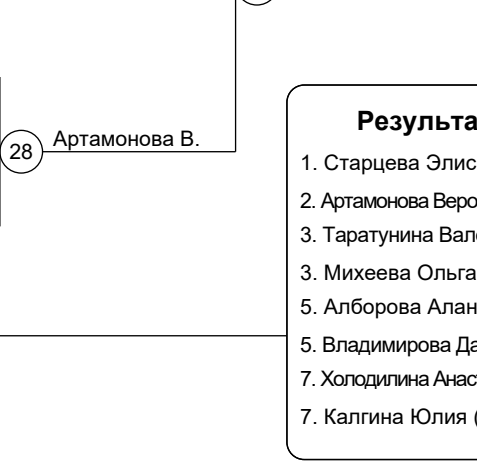 28
Артамонова В.
Результа
1. Старцева Элис
2. Артамонова Веро
3. Таратунина Вал
3. Михеева Ольга
5. Алборова Алан
5. Владимирова Да
7. Холодилина Анас
7. Калгина Юлия (